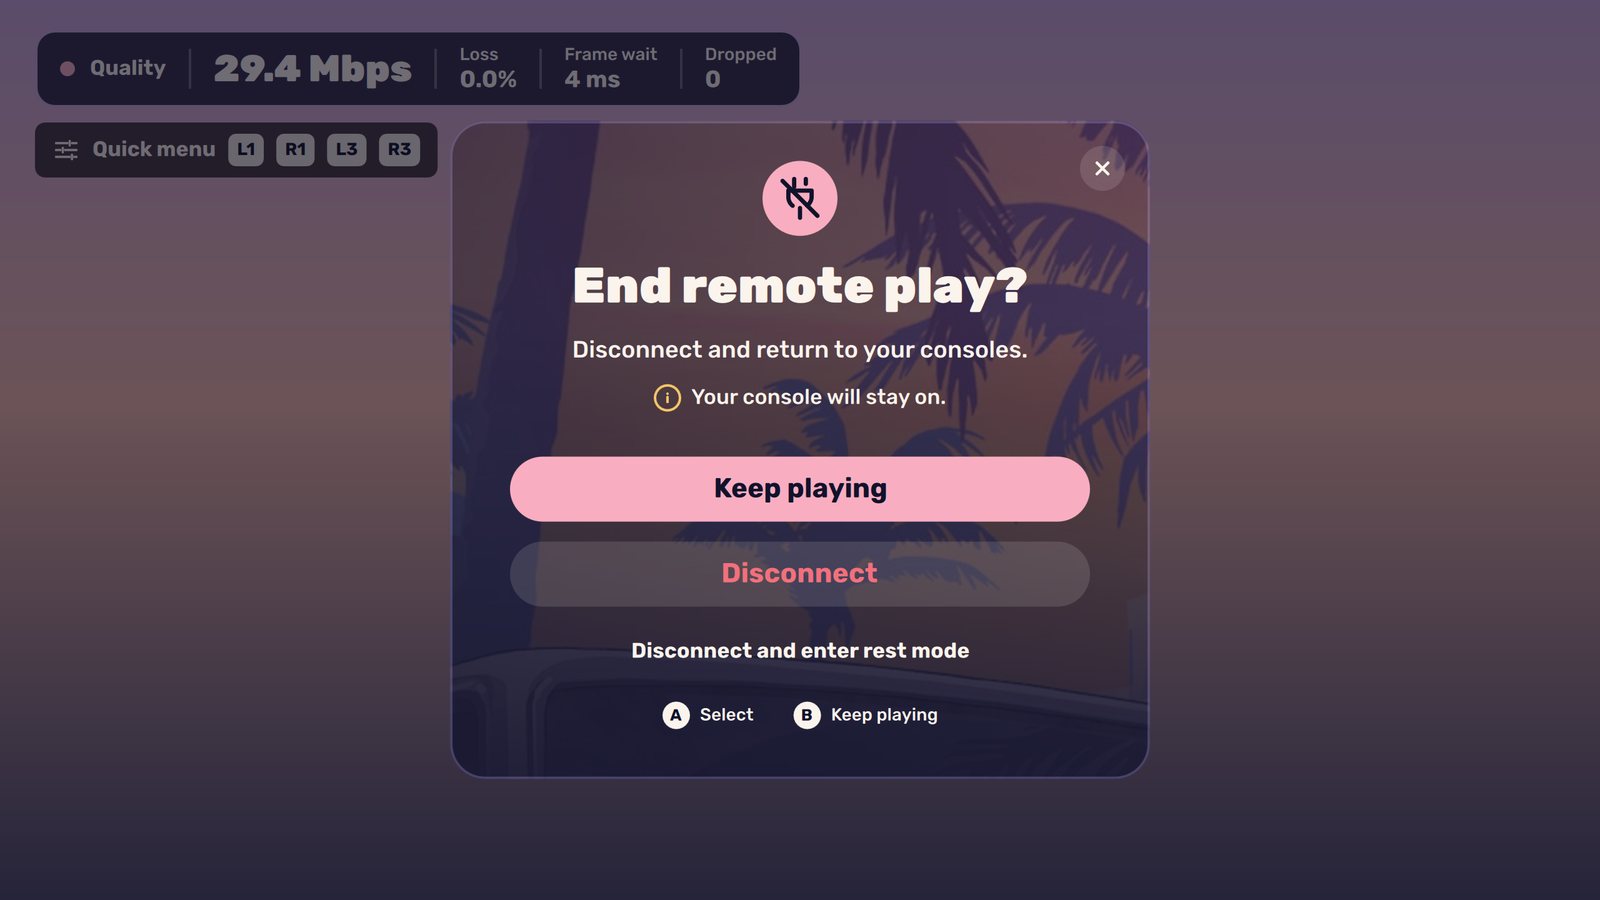 Quality
29.4 Mbps
Loss
0.0%
Frame wait
4 ms
Dropped
0
Quick menu L1 R1 L3 R3
End remote play?
Disconnect and return to your consoles.
Your console will stay on.
Keep playing
Disconnect
Disconnect and enter rest mode
A Select B Keep playing